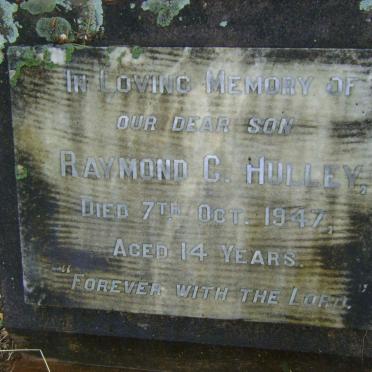 In Loving Memory of
our dear son
Raymond C. Hulley,
Died 7th Oct. 1947,
Aged 14 Years.
"Forever with the Lord."